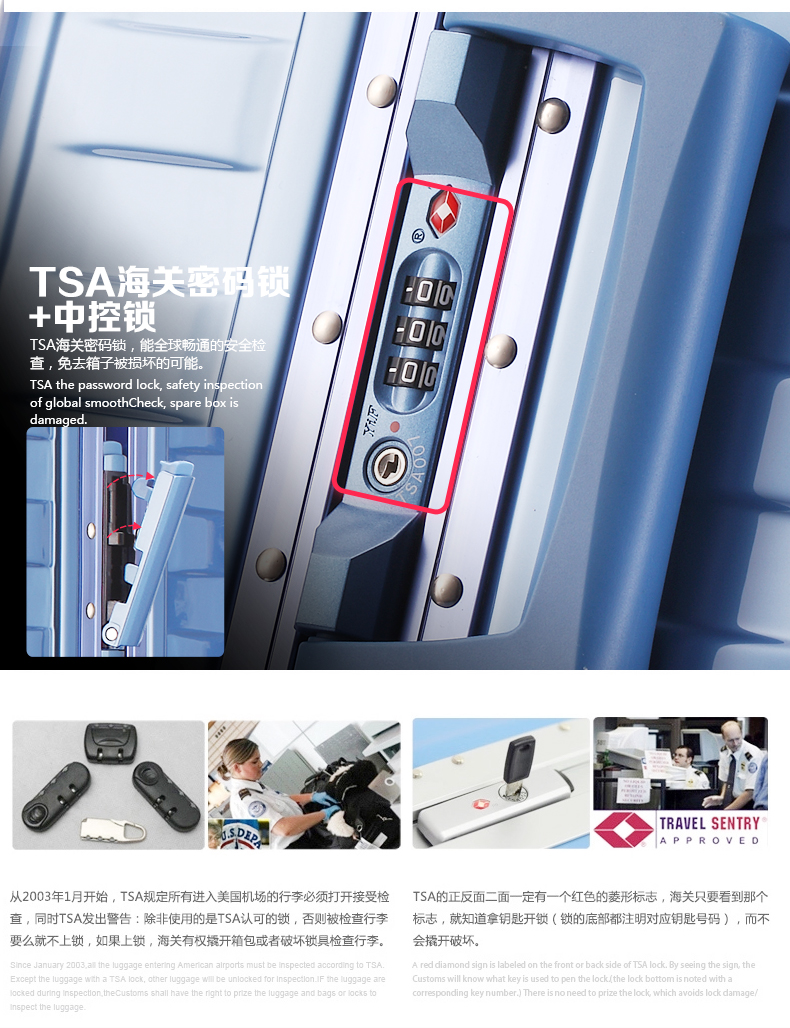 TSA海关密码锁
+中控锁
TSA海关密码锁，能全球畅通的安全检
查，免去箱子被损坏的可能。
TSA the password lock, safety inspection
of global smoothCheck, spare box is
damaged.
®
0
0
0
YiF
TSA001
U.S.DEPA
TRAVEL SENTRY®
APPROVED
从2003年1月开始，TSA规定所有进入美国机场的行李必须打开接受检
查，同时TSA发出警告：除非使用的是TSA认可的锁，否则被检查行李
要么就不上锁，如果上锁，海关有权撬开箱包或者破坏锁具检查行李。
Since January 2003,all the luggage entering American airports must be inspected according to TSA.
Except the luggage with a TSA lock, other luggage will be unlocked for inspection.IF the luggage are
locked during inspection,theCustoms shall have the right to prize the luggage and bags or locks to
inspect the luggage.
TSA的正反面二面一定有一个红色的菱形标志，海关只要看到那个
标志，就知道拿钥匙开锁（锁的底部都注明对应钥匙号码），而不
会撬开破坏。
A red diamond sign is labeled on the front or back side of TSA lock. By seeing the sign, the
Customs will know what key is used to pen the lock.(the lock bottom is noted with a
corresponding key number.) There is no need to prize the lock, which avoids lock damage/